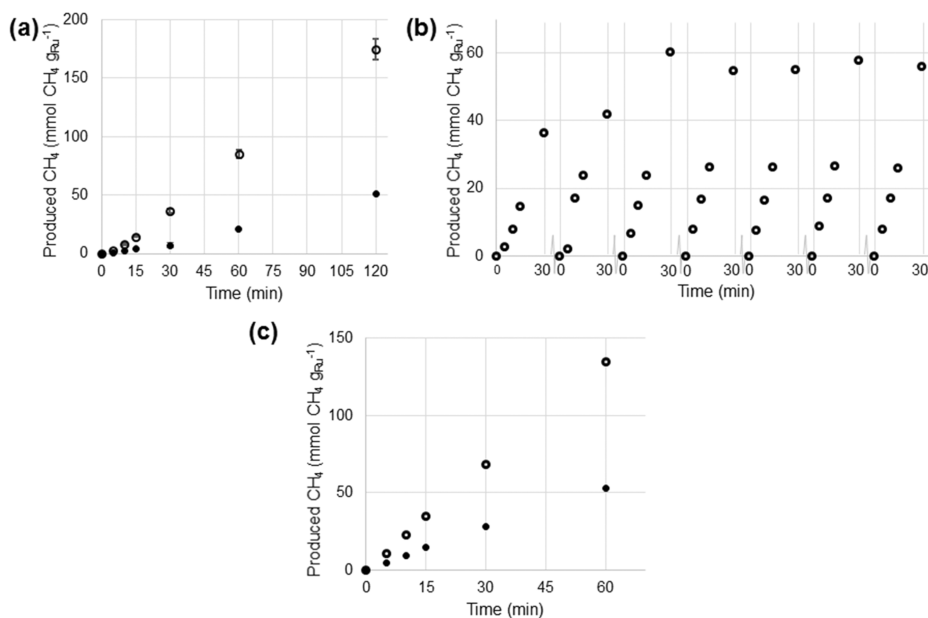 (a)
200
150
100
50
0
Produced CH₄ (mmol CH₄ gRu⁻¹)
0 15 30 45 60 75 90 105 120
Time (min)
(b)
60
40
20
0
Produced CH₄ (mmol CH₄ gRu⁻¹)
0 30 0 30 0 30 0 30 0 30 0 30 0 30
Time (min)
(c)
150
100
50
0
Produced CH₄ (mmol CH₄ gRu⁻¹)
0 15 30 45 60
Time (min)